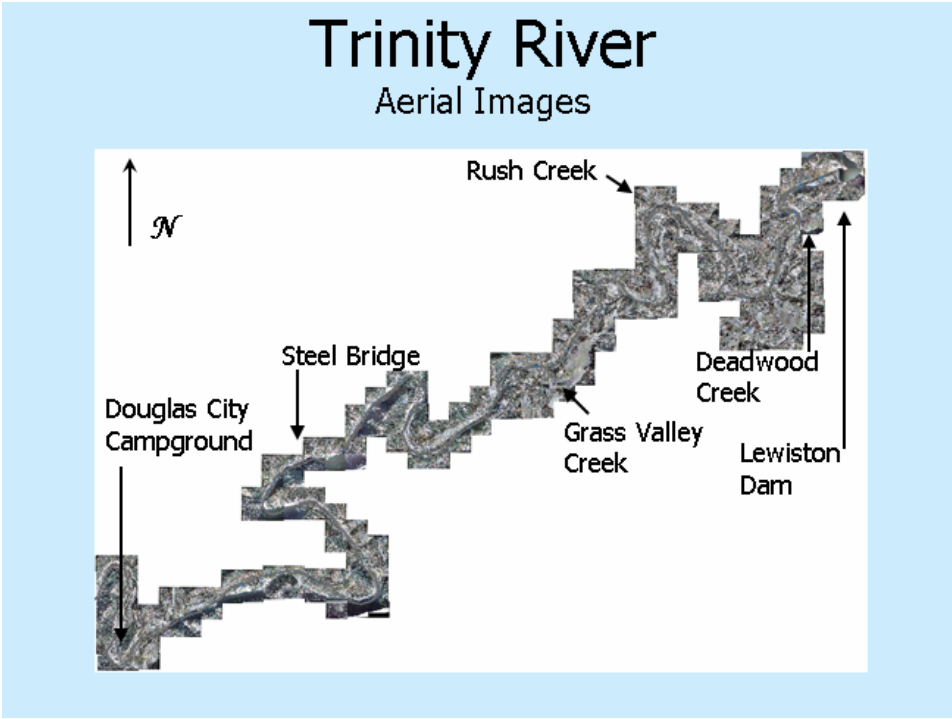 Trinity River
Aerial Images
Rush Creek
N
Steel Bridge
Douglas City
Campground
Deadwood
Creek
Grass Valley
Creek
Lewiston
Dam